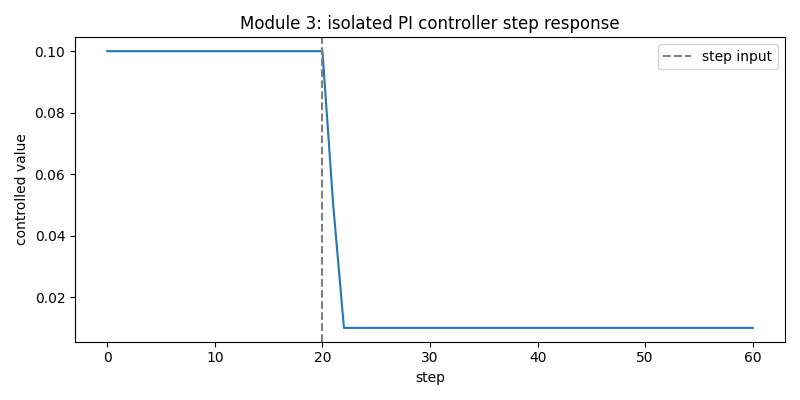 Module 3: isolated PI controller step response
step input
controlled value
0.10
0.08
0.06
0.04
0.02
0 10 20 30 40 50 60
step